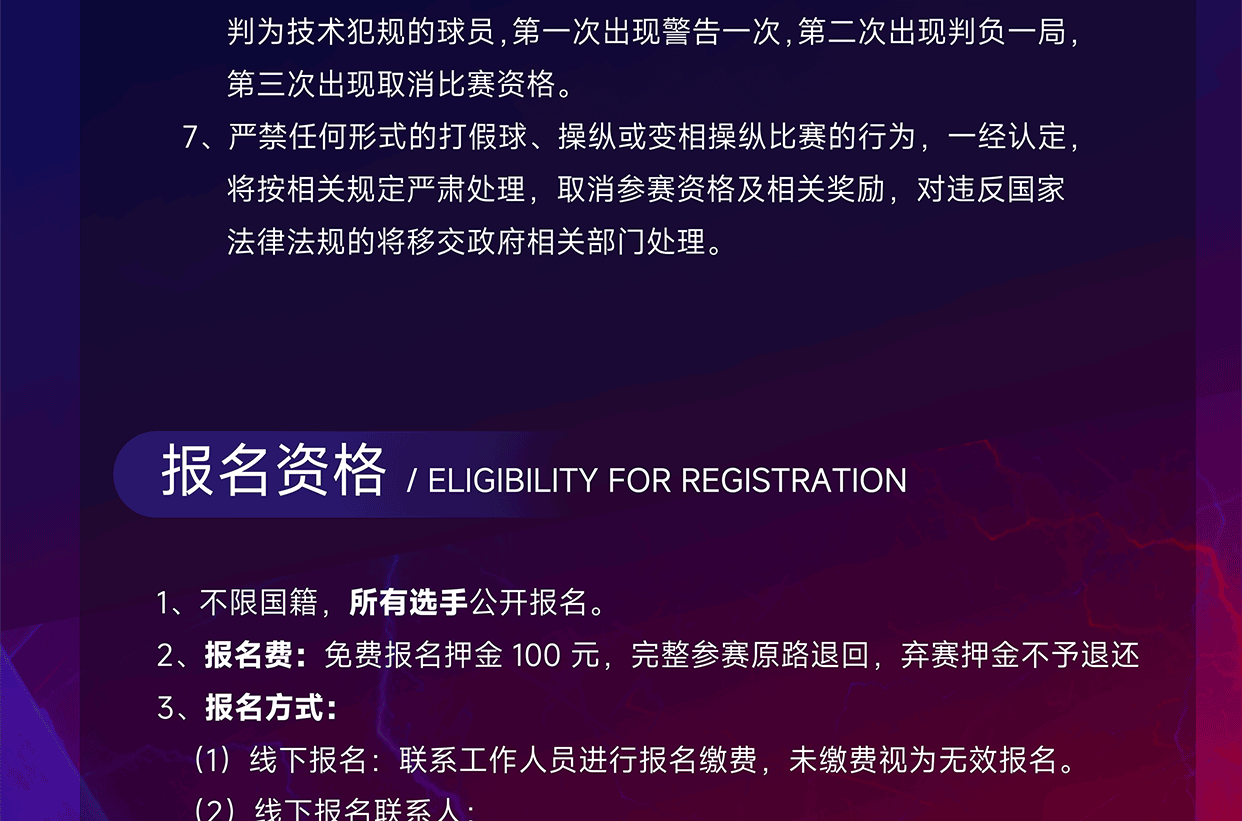 判为技术犯规的球员,第一次出现警告一次,第二次出现判负一局,
第三次出现取消比赛资格。
7、严禁任何形式的打假球、操纵或变相操纵比赛的行为，一经认定，
将按相关规定严肃处理，取消参赛资格及相关奖励，对违反国家
法律法规的将移交政府相关部门处理。
报名资格 / ELIGIBILITY FOR REGISTRATION
1、不限国籍，所有选手公开报名。
2、报名费：免费报名押金 100 元，完整参赛原路退回，弃赛押金不予退还
3、报名方式：
（1）线下报名：联系工作人员进行报名缴费，未缴费视为无效报名。
（2）线下报名联系人：